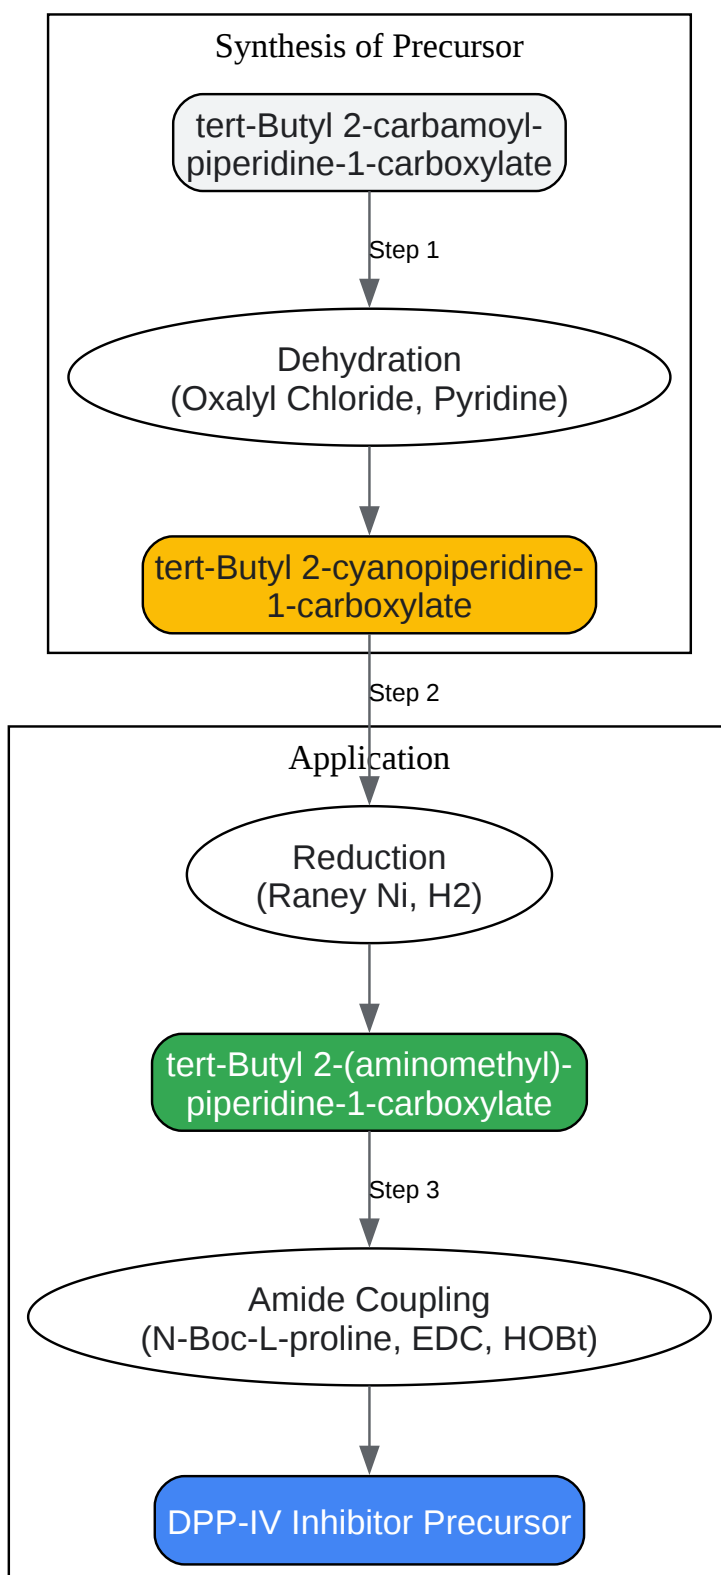 Synthesis of Precursor
tert-Butyl 2-carbamoyl-
piperidine-1-carboxylate
Step 1
Dehydration
(Oxalyl Chloride, Pyridine)
tert-Butyl 2-cyanopiperidine-
1-carboxylate
Step 2
Application
Reduction
(Raney Ni, H2)
tert-Butyl 2-(aminomethyl)-
piperidine-1-carboxylate
Step 3
Amide Coupling
(N-Boc-L-proline, EDC, HOBt)
DPP-IV Inhibitor Precursor